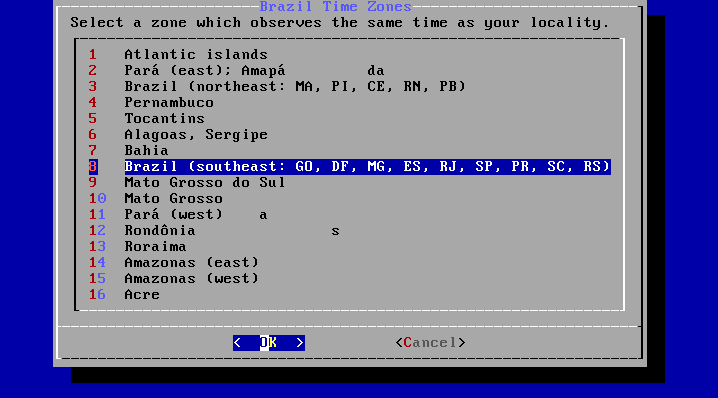 Brazil Time Zones
Select a zone which observes the same time as your locality.
1 Atlantic islands
2 Pará (east); Amapá da
3 Brazil (northeast: MA, PI, CE, RN, PB)
4 Pernambuco
5 Tocantins
6 Alagoas, Sergipe
7 Bahia
8 Brazil (southeast: GO, DF, MG, ES, RJ, SP, PR, SC, RS)
9 Mato Grosso do Sul
10 Mato Grosso
11 Pará (west) a
12 Rondônia s
13 Roraima
14 Amazonas (east)
15 Amazonas (west)
16 Acre
< OK > <Cancel>